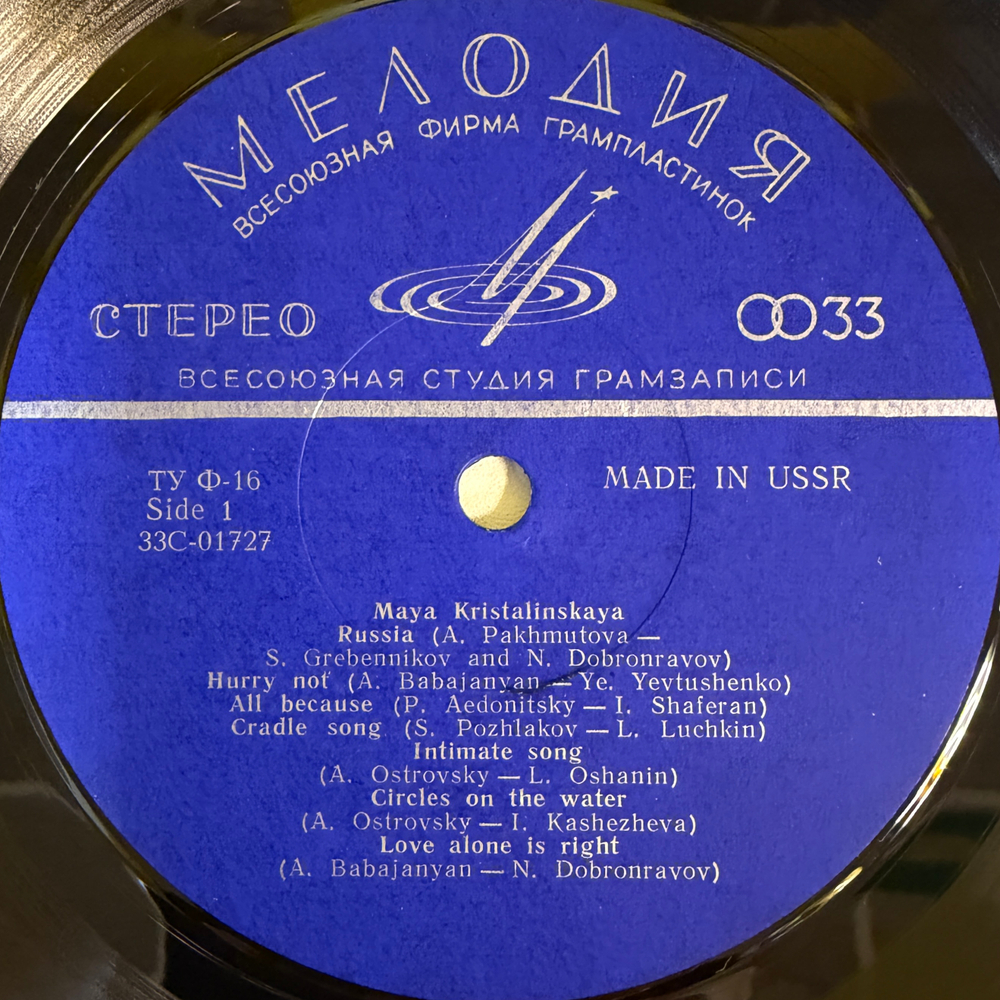 МЕЛОДИЯ
ВСЕСОЮЗНАЯ ФИРМА ГРАМПЛАСТИНОК
СТЕРЕО
33
ВСЕСОЮЗНАЯ СТУДИЯ ГРАМЗАПИСИ
ТУ Ф-16
MADE IN USSR
Side 1
33С-01727
Maya Kristalinskaya
Russia (A. Pakhmutova —
S. Grebennikov and N. Dobronravov)
Hurry not (A. Babajanyan — Ye. Yevtushenko)
All because (P. Aedonitsky — I. Shaferan)
Cradle song (S. Pozhlakov — L. Luchkin)
Intimate song
(A. Ostrovsky — L. Oshanin)
Circles on the water
(A. Ostrovsky — I. Kashezheva)
Love alone is right
(A. Babajanyan — N. Dobronravov)